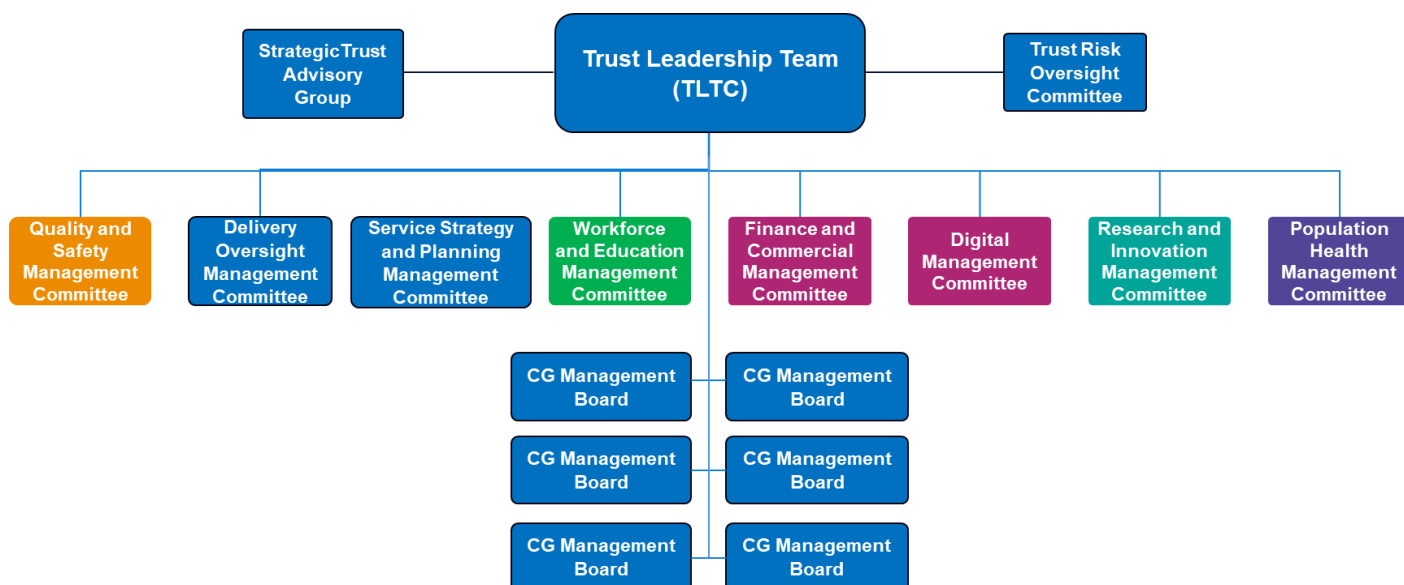 StrategicTrust
Advisory
Group
Trust Leadership Team
(TLTC)
Trust Risk
Oversight
Committee
Quality and
Safety
Management
Committee
Delivery
Oversight
Management
Committee
Service Strategy
and Planning
Management
Committee
Workforce
and Education
Management
Committee
Finance and
Commercial
Management
Committee
Digital
Management
Committee
Research and
Innovation
Management
Committee
Population
Health
Management
Committee
CG Management
Board
CG Management
Board
CG Management
Board
CG Management
Board
CG Management
Board
CG Management
Board